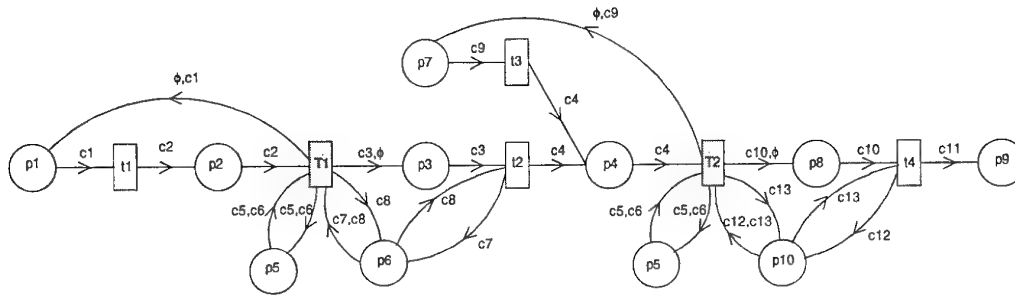 ϕ,c9
c9
p7
t3
ϕ,c1
c4
p1
c1
t1
c2
p2
c2
T1
c3,ϕ
p3
c3
t2
c4
p4
c4
T2
c10,ϕ
p8
c10
t4
c11
p9
c5,c6
c5,c6
c8
c7,c8
c8
c7
c5,c6
c5,c6
c13
c12,c13
c13
c12
p5
p6
p5
p10